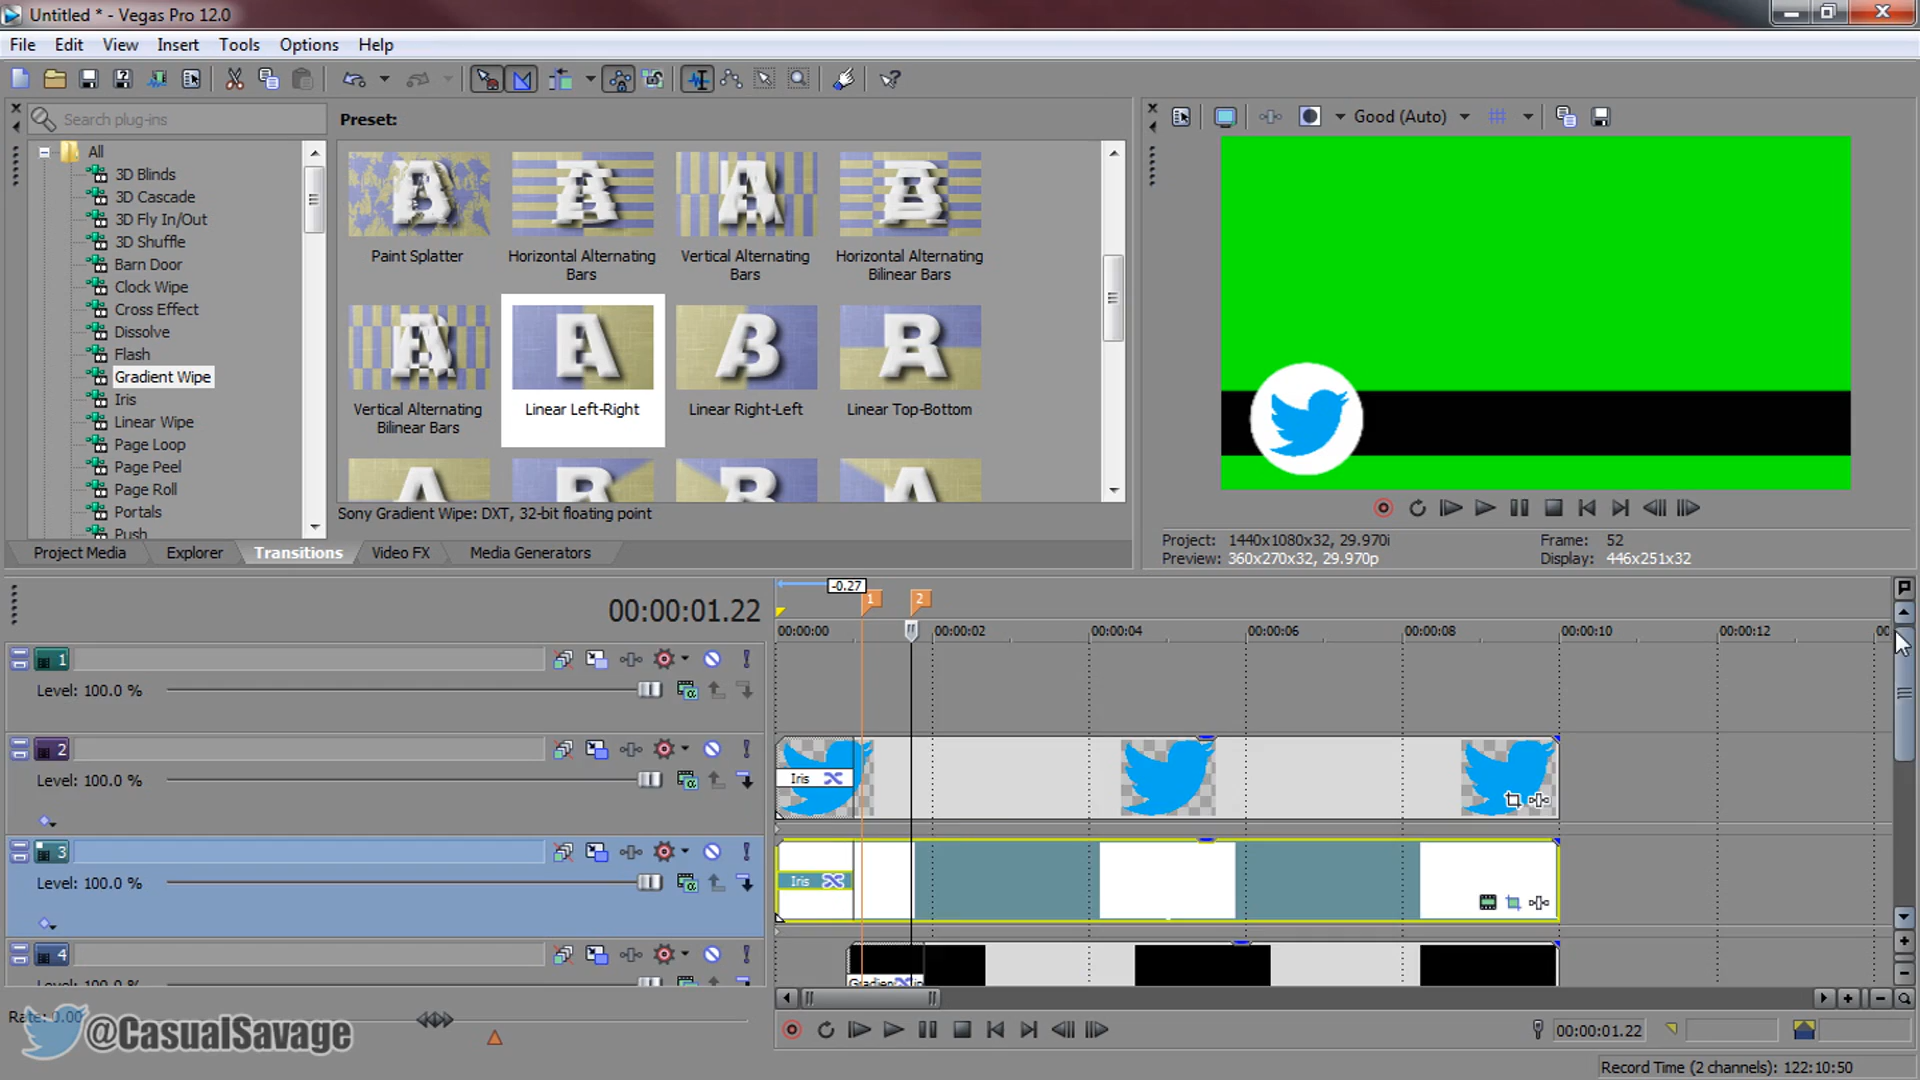 Untitled * - Vegas Pro 12.0
File Edit View Insert Tools Options Help
Search plug-ins
Preset:
Good (Auto)
All
3D Blinds
3D Cascade
3D Fly In/Out
3D Shuffle
Barn Door
Clock Wipe
Cross Effect
Dissolve
Flash
Gradient Wipe
Iris
Linear Wipe
Page Loop
Page Peel
Page Roll
Portals
Push
Paint Splatter
Horizontal Alternating
Bars
Vertical Alternating
Bars
Horizontal Alternating
Bilinear Bars
Vertical Alternating
Bilinear Bars
Linear Left-Right
Linear Right-Left
Linear Top-Bottom
Sony Gradient Wipe: DXT, 32-bit floating point
Project Media Explorer Transitions Video FX Media Generators
Project: 1440x1080x32, 29.970i
Frame: 52
Preview: 360x270x32, 29.970p
Display: 446x251x32
00:00:01.22
-0.27
1 2
00:00:00 00:00:02 00:00:04 00:00:06 00:00:08 00:00:10 00:00:12
1
Level: 100.0 %
2
Level: 100.0 %
Iris
3
Level: 100.0 %
Iris
4
Rate: 0.00
@CasualSavage
00:00:01.22
Record Time (2 channels): 122:10:50